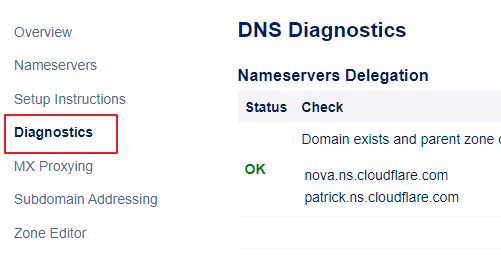 Overview
Nameservers
Setup Instructions
Diagnostics
MX Proxying
Subdomain Addressing
Zone Editor
DNS Diagnostics
Nameservers Delegation
Status Check
Domain exists and parent zone
OK
nova.ns.cloudflare.com
patrick.ns.cloudflare.com